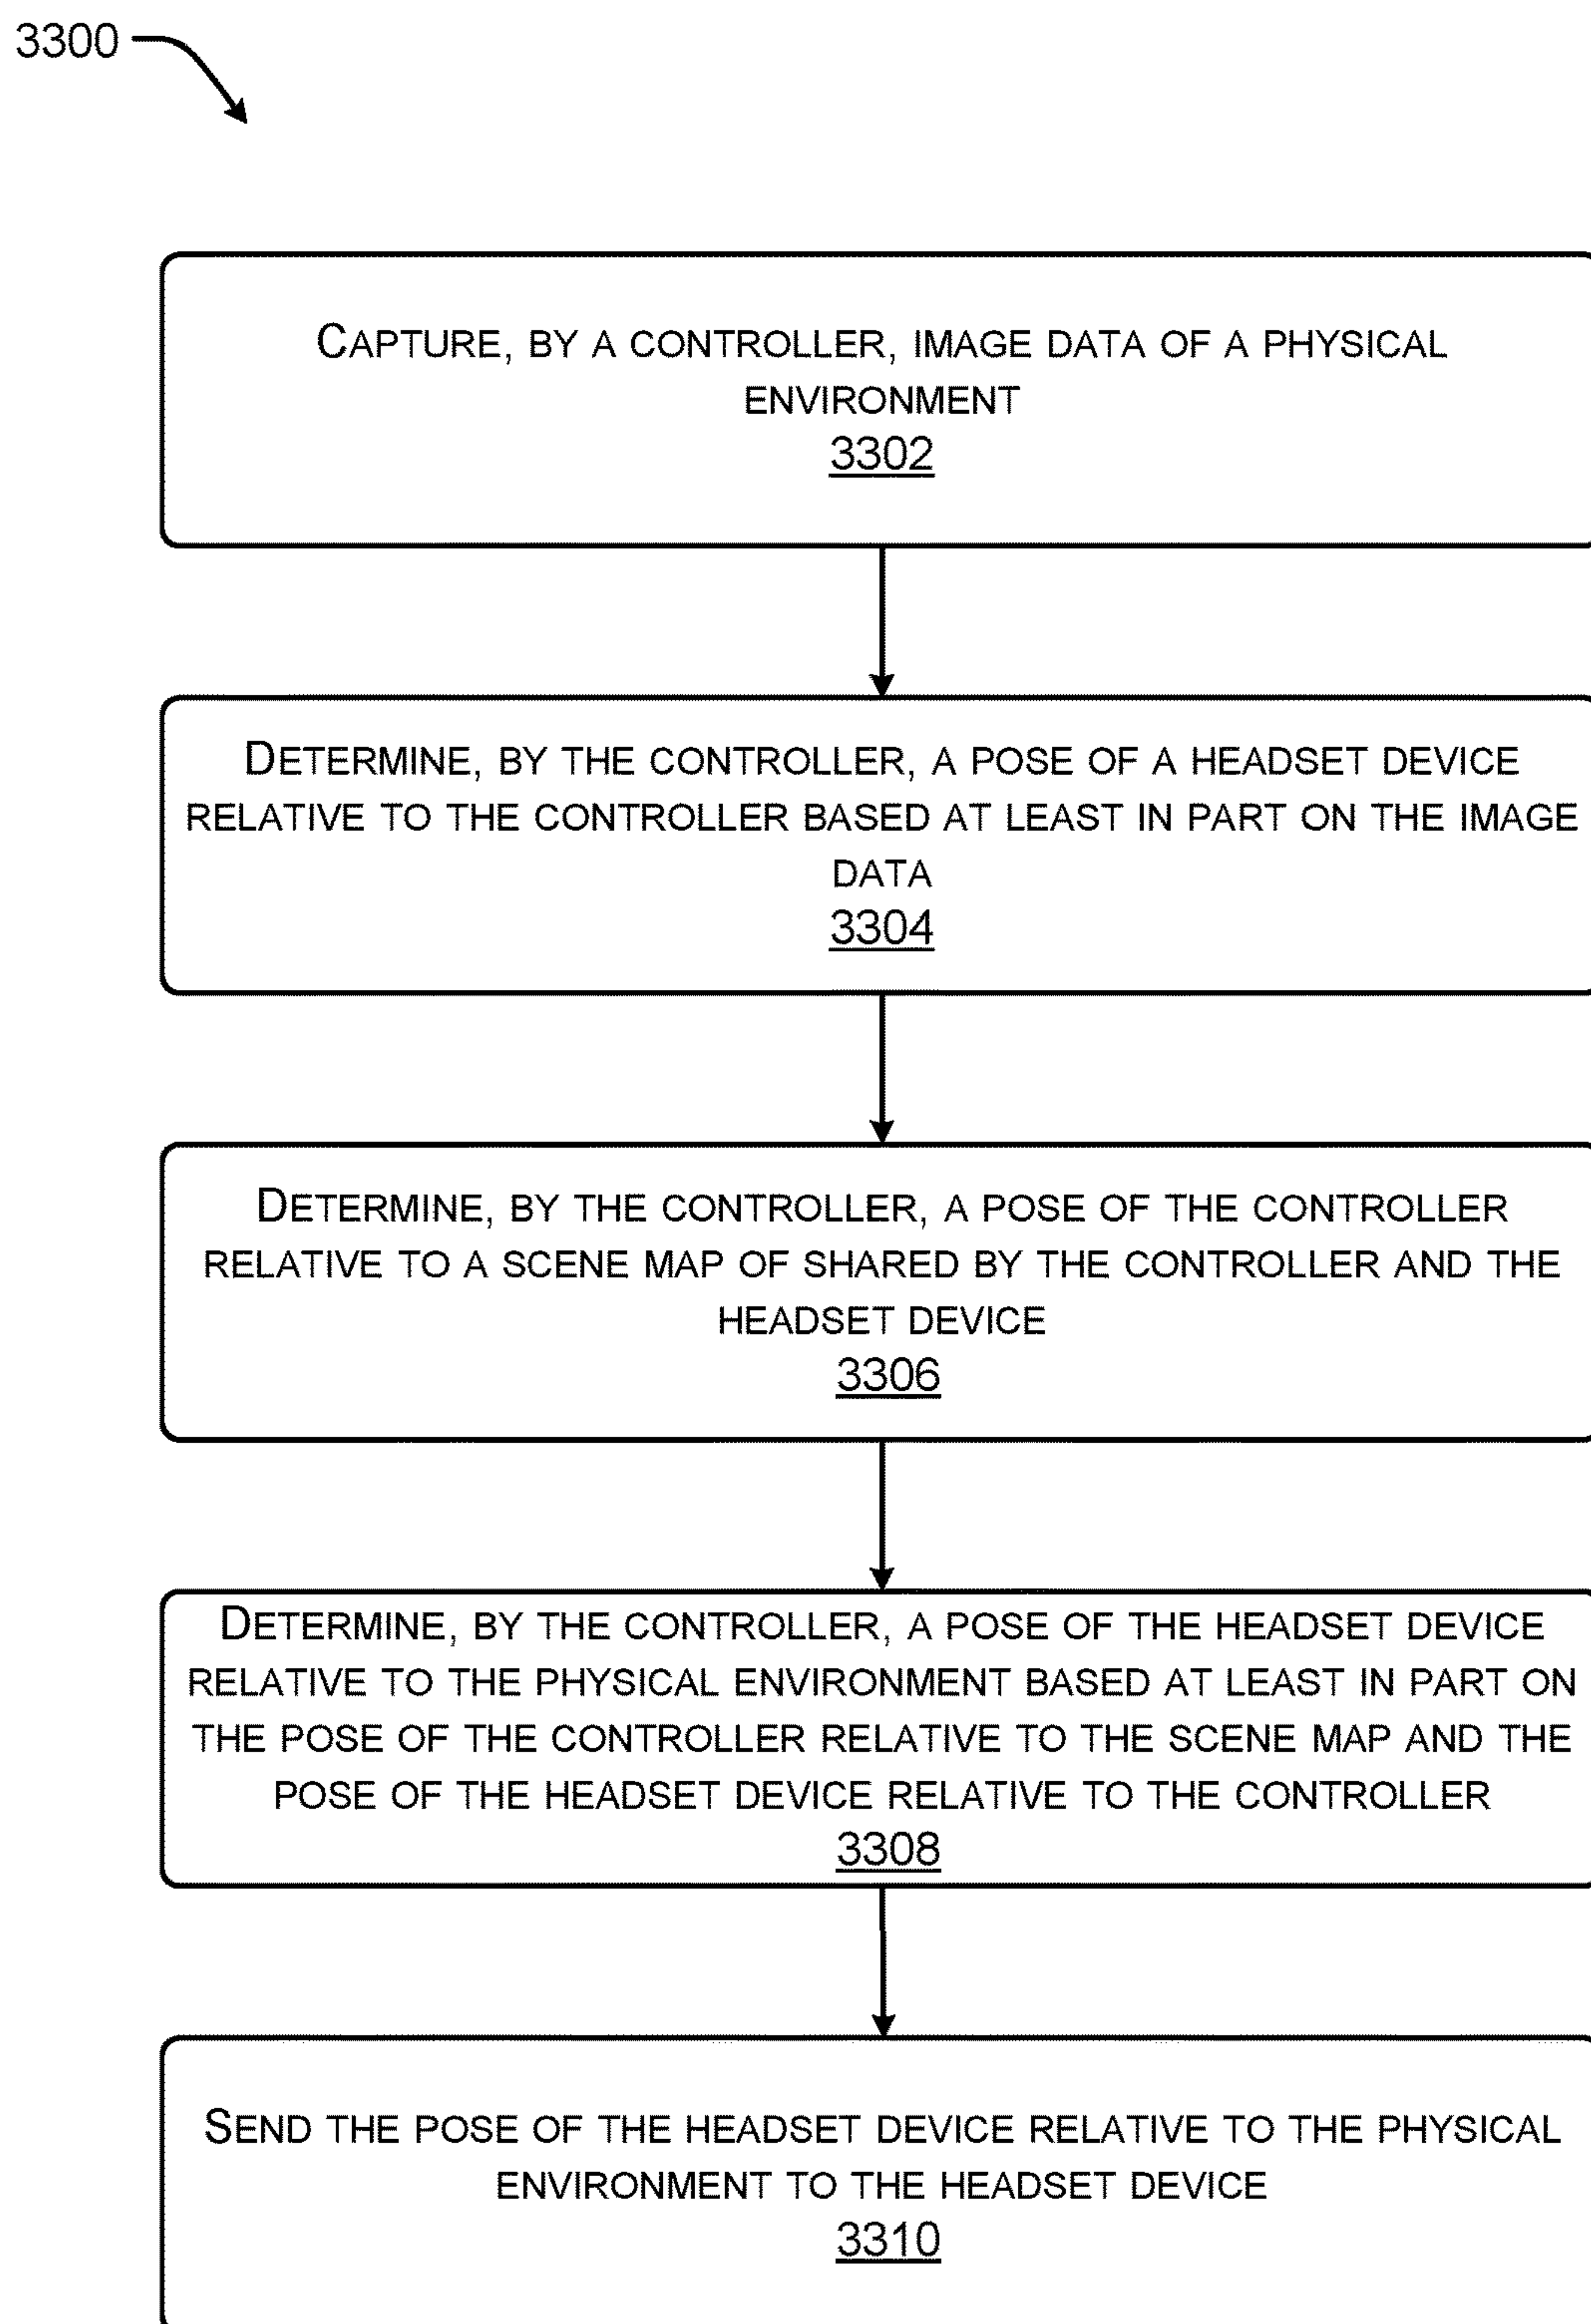 3300
CAPTURE, BY A CONTROLLER, IMAGE DATA OF A PHYSICAL
ENVIRONMENT
3302
DETERMINE, BY THE CONTROLLER, A POSE OF A HEADSET DEVICE
RELATIVE TO THE CONTROLLER BASED AT LEAST IN PART ON THE IMAGE
DATA
3304
DETERMINE, BY THE CONTROLLER, A POSE OF THE CONTROLLER
RELATIVE TO A SCENE MAP OF SHARED BY THE CONTROLLER AND THE
HEADSET DEVICE
3306
DETERMINE, BY THE CONTROLLER, A POSE OF THE HEADSET DEVICE
RELATIVE TO THE PHYSICAL ENVIRONMENT BASED AT LEAST IN PART ON
THE POSE OF THE CONTROLLER RELATIVE TO THE SCENE MAP AND THE
POSE OF THE HEADSET DEVICE RELATIVE TO THE CONTROLLER
3308
SEND THE POSE OF THE HEADSET DEVICE RELATIVE TO THE PHYSICAL
ENVIRONMENT TO THE HEADSET DEVICE
3310